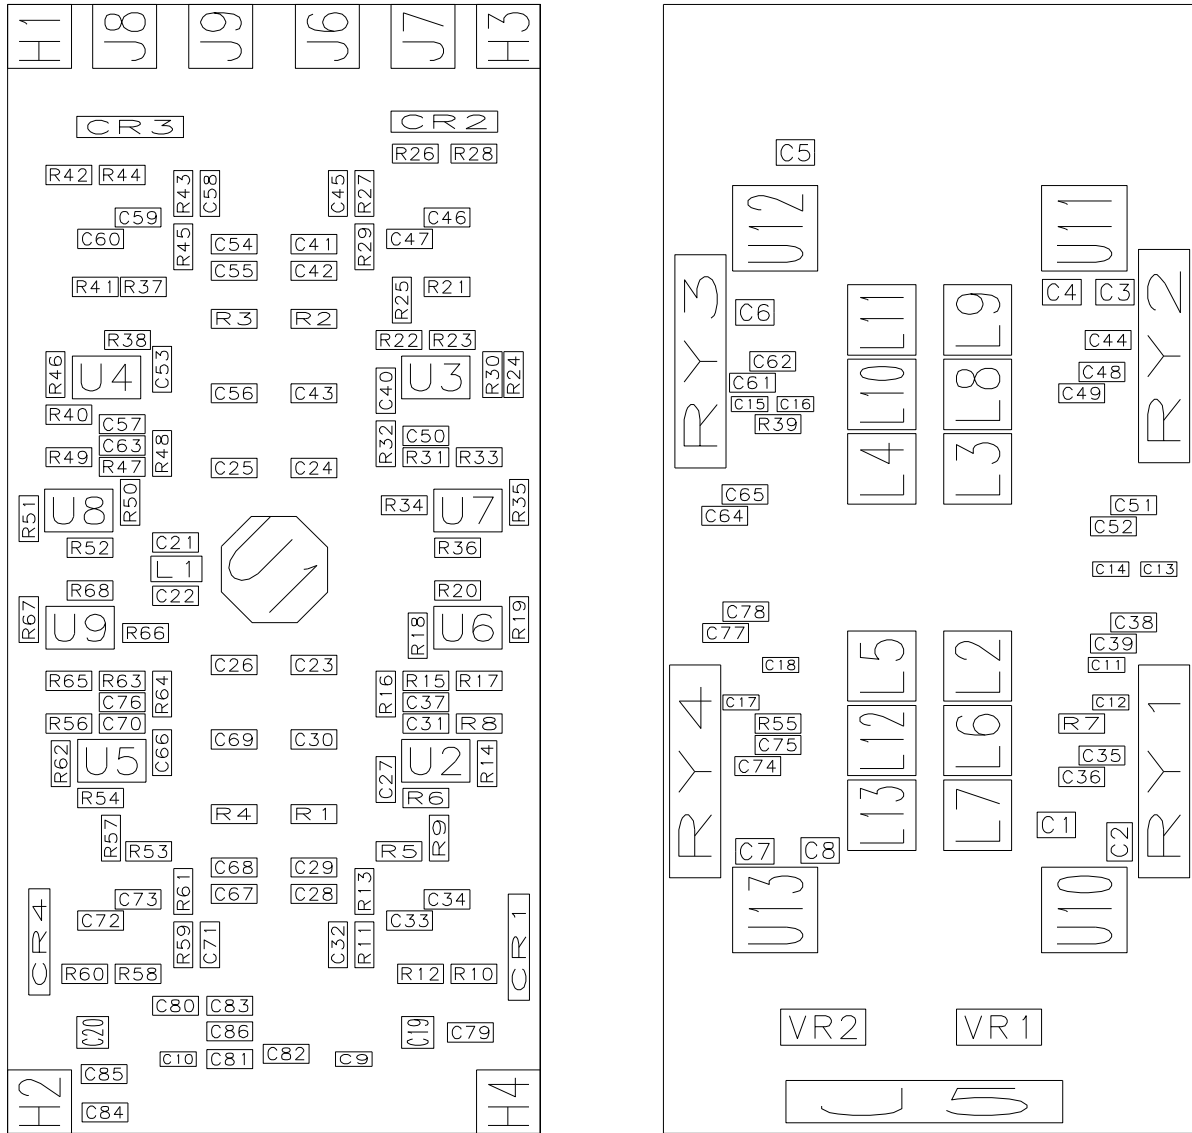 H1 J8 J9 J6 J7 H3
CR3 CR2
R26 R28
R42 R44
R43 C58 C45 R27
C59 C46
C60 R45 C54 C41 R29 C47
C55 C42
R41 R37 R25 R21
R3 R2
R38 R22 R23
R46 U4 C53 C40 U3 R30 R24
C56 C43
R40
C57 C50
C63 R48 R32
R49 R47 R31 R33
C25 C24
R51 U8 R50 R34 U7 R35
R52 C21 R36
L1 U1
R68 C22 R20
R67 U9 R66 R18 U6 R19
C26 C23
R65 R63 R64 R16 R15 R17
C76 C37
R56 C70 C31 R8
C69 C30
R62 U5 C66 C27 U2 R14
R54 R6
R4 R1
R57 R53 R5 R9
C68 C29
R61 C67 C28 R13
C73 C34
C72 C33
CR4 R59 C71 C32 R11 CR1
R60 R58 R12 R10
C80 C83
C20 C86 C19 C79
C10 C81 C82 C9
C85
H2 H4
C84
C5
U12 U11
C4 C3
RY3 C6 L11 L9 RY2
C44
C62
C61 C48
L10 L8 C49
C15 C16
R39
L4 L3
C65 C51
C64 C52
C14 C13
C78 C38
C77 C39
C18 L5 L2 C11
C17 C12
R55 R7
RY4 C75 L12 L6 C35 RY1
C74 C36
L13 L7 C1
C7 C8 C2
U13 U10
VR2 VR1
J5